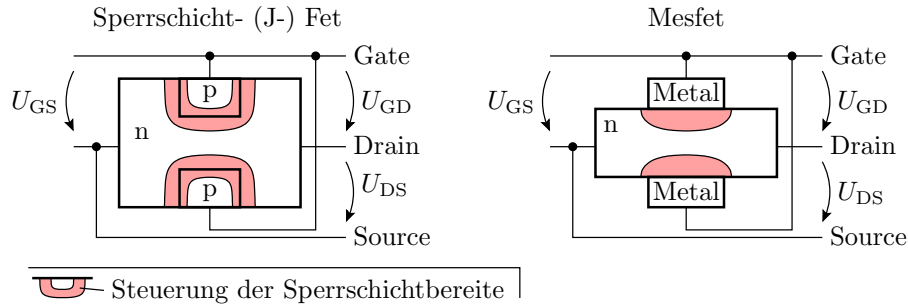 Sperrschicht- (J-) Fet
Mesfet
Gate
U_GS
p
U_GD
n
Drain
p
U_DS
Source
Gate
U_GS
Metal
U_GD
n
Drain
Metal
U_DS
Source
Steuerung der Sperrschichtbereite